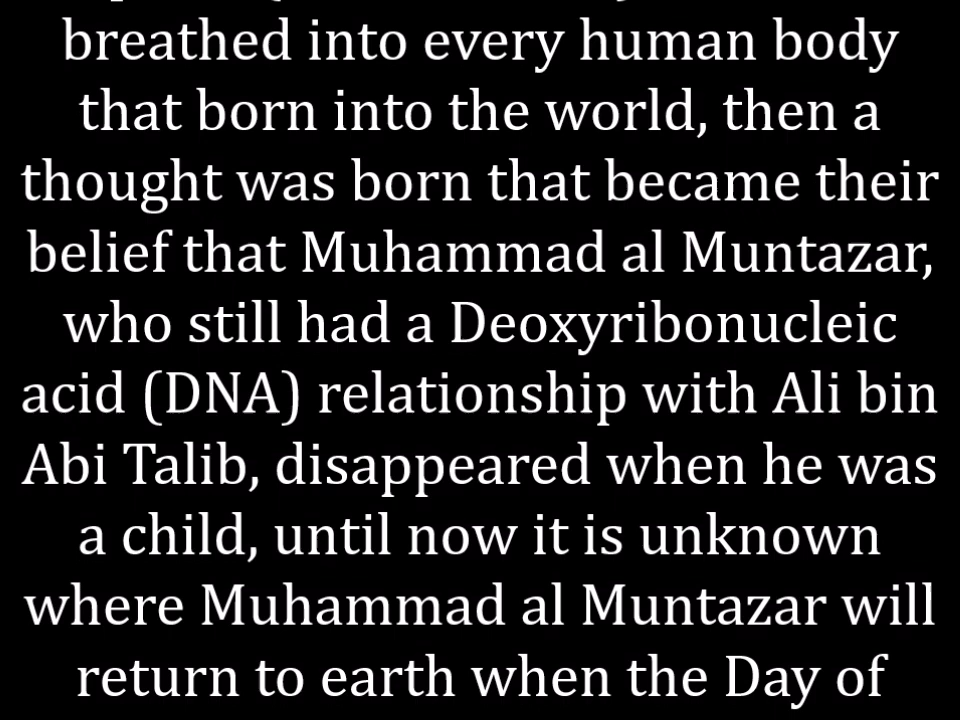 breathed into every human body
that born into the world, then a
thought was born that became their
belief that Muhammad al Muntazar,
who still had a Deoxyribonucleic
acid (DNA) relationship with Ali bin
Abi Talib, disappeared when he was
a child, until now it is unknown
where Muhammad al Muntazar will
return to earth when the Day of